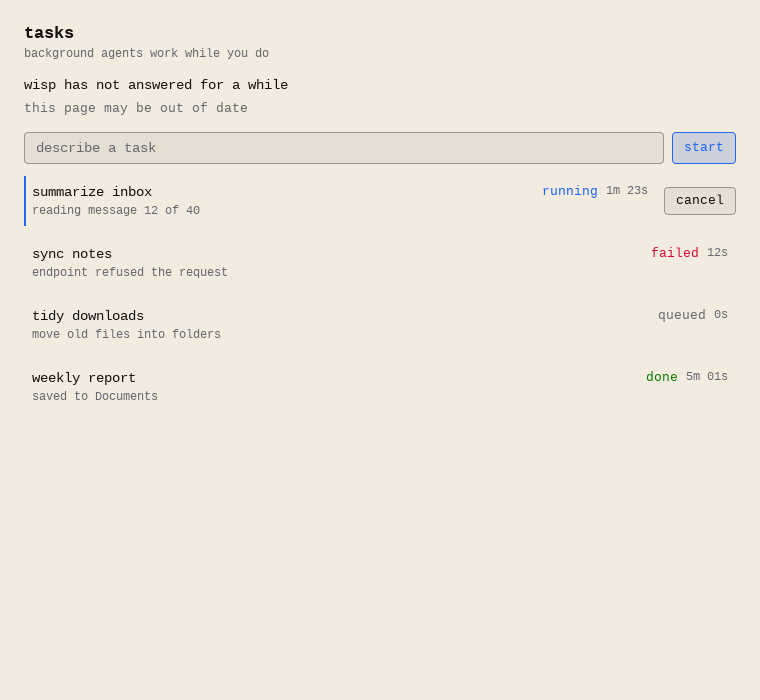 tasks
background agents work while you do
wisp has not answered for a while
this page may be out of date
describe a task
start
summarize inbox
running 1m 23s
reading message 12 of 40
cancel
sync notes
failed 12s
endpoint refused the request
tidy downloads
queued 0s
move old files into folders
weekly report
done 5m 01s
saved to Documents